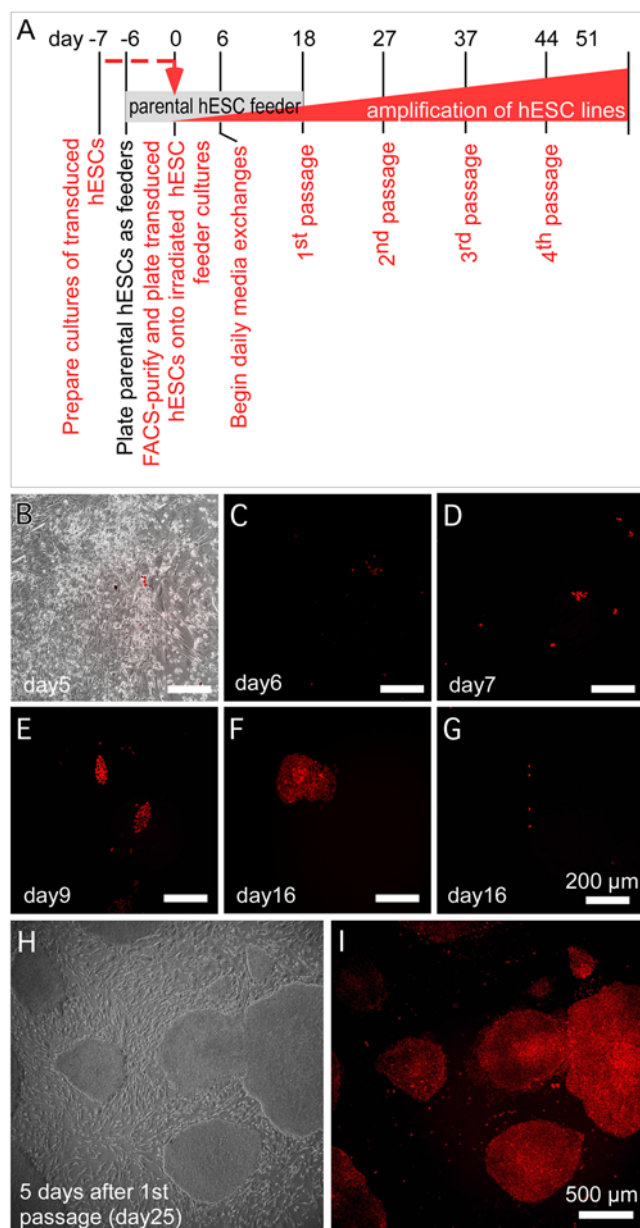 A
day -7 -6 0 6 18 27 37 44 51
parental hESC feeder
amplification of hESC lines
Prepare cultures of transduced
hESCs
Plate parental hESCs as feeders
FACS-purify and plate transduced
hESCs onto irradiated hESC
feeder cultures
Begin daily media exchanges
1st passage
2nd passage
3rd passage
4th passage
B
day5
C
day6
D
day7
E
day9
F
day16
G
day16
200 µm
H
5 days after 1st
passage (day25)
I
500 µm